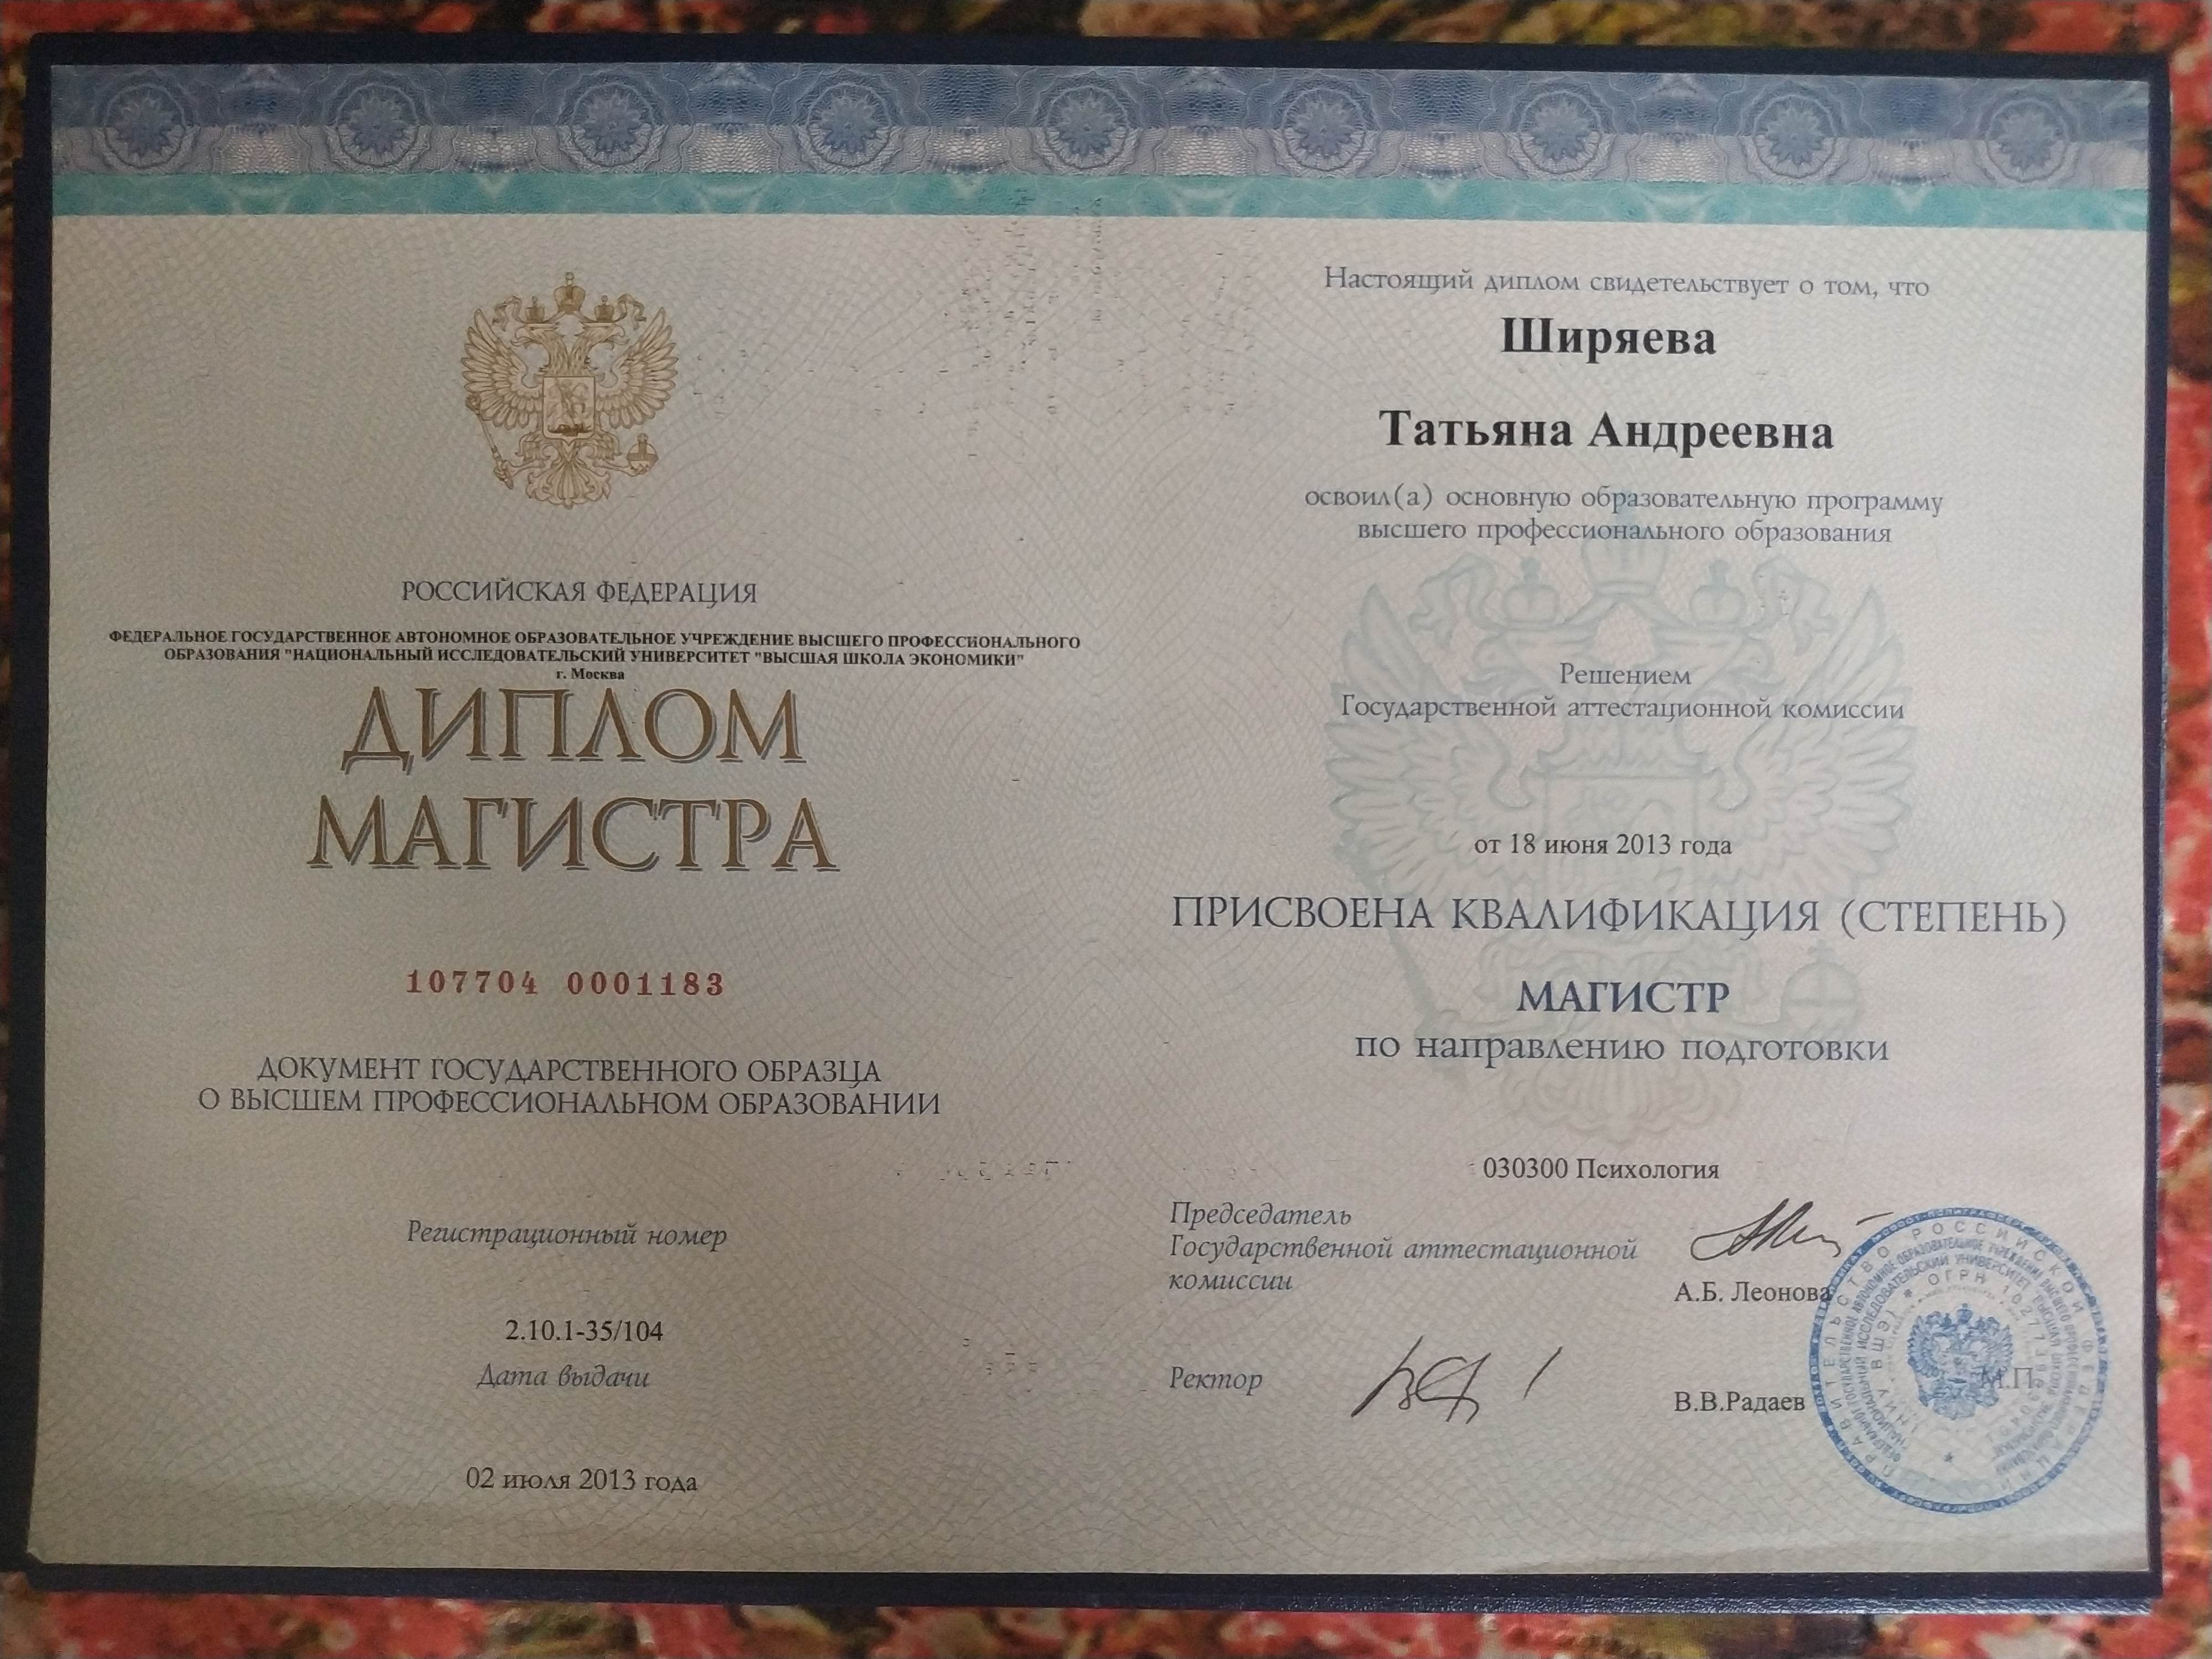 РОССИЙСКАЯ ФЕДЕРАЦИЯ
ФЕДЕРАЛЬНОЕ ГОСУДАРСТВЕННОЕ АВТОНОМНОЕ ОБРАЗОВАТЕЛЬНОЕ УЧРЕЖДЕНИЕ ВЫСШЕГО ПРОФЕССИОНАЛЬНОГО
ОБРАЗОВАНИЯ "НАЦИОНАЛЬНЫЙ ИССЛЕДОВАТЕЛЬСКИЙ УНИВЕРСИТЕТ "ВЫСШАЯ ШКОЛА ЭКОНОМИКИ"
г. Москва
ДИПЛОМ
МАГИСТРА
107704 0001183
ДОКУМЕНТ ГОСУДАРСТВЕННОГО ОБРАЗЦА
О ВЫСШЕМ ПРОФЕССИОНАЛЬНОМ ОБРАЗОВАНИИ
Регистрационный номер
2.10.1-35/104
Дата выдачи
02 июля 2013 года
Настоящий диплом свидетельствует о том, что
Ширяева
Татьяна Андреевна
освоил(а) основную образовательную программу
высшего профессионального образования
Решением
Государственной аттестационной комиссии
от 18 июня 2013 года
ПРИСВОЕНА КВАЛИФИКАЦИЯ (СТЕПЕНЬ)
МАГИСТР
по направлению подготовки
030300 Психология
Председатель
Государственной аттестационной
комиссии
А.Б. Леонова
Ректор
В.В.Радаев
М.П.